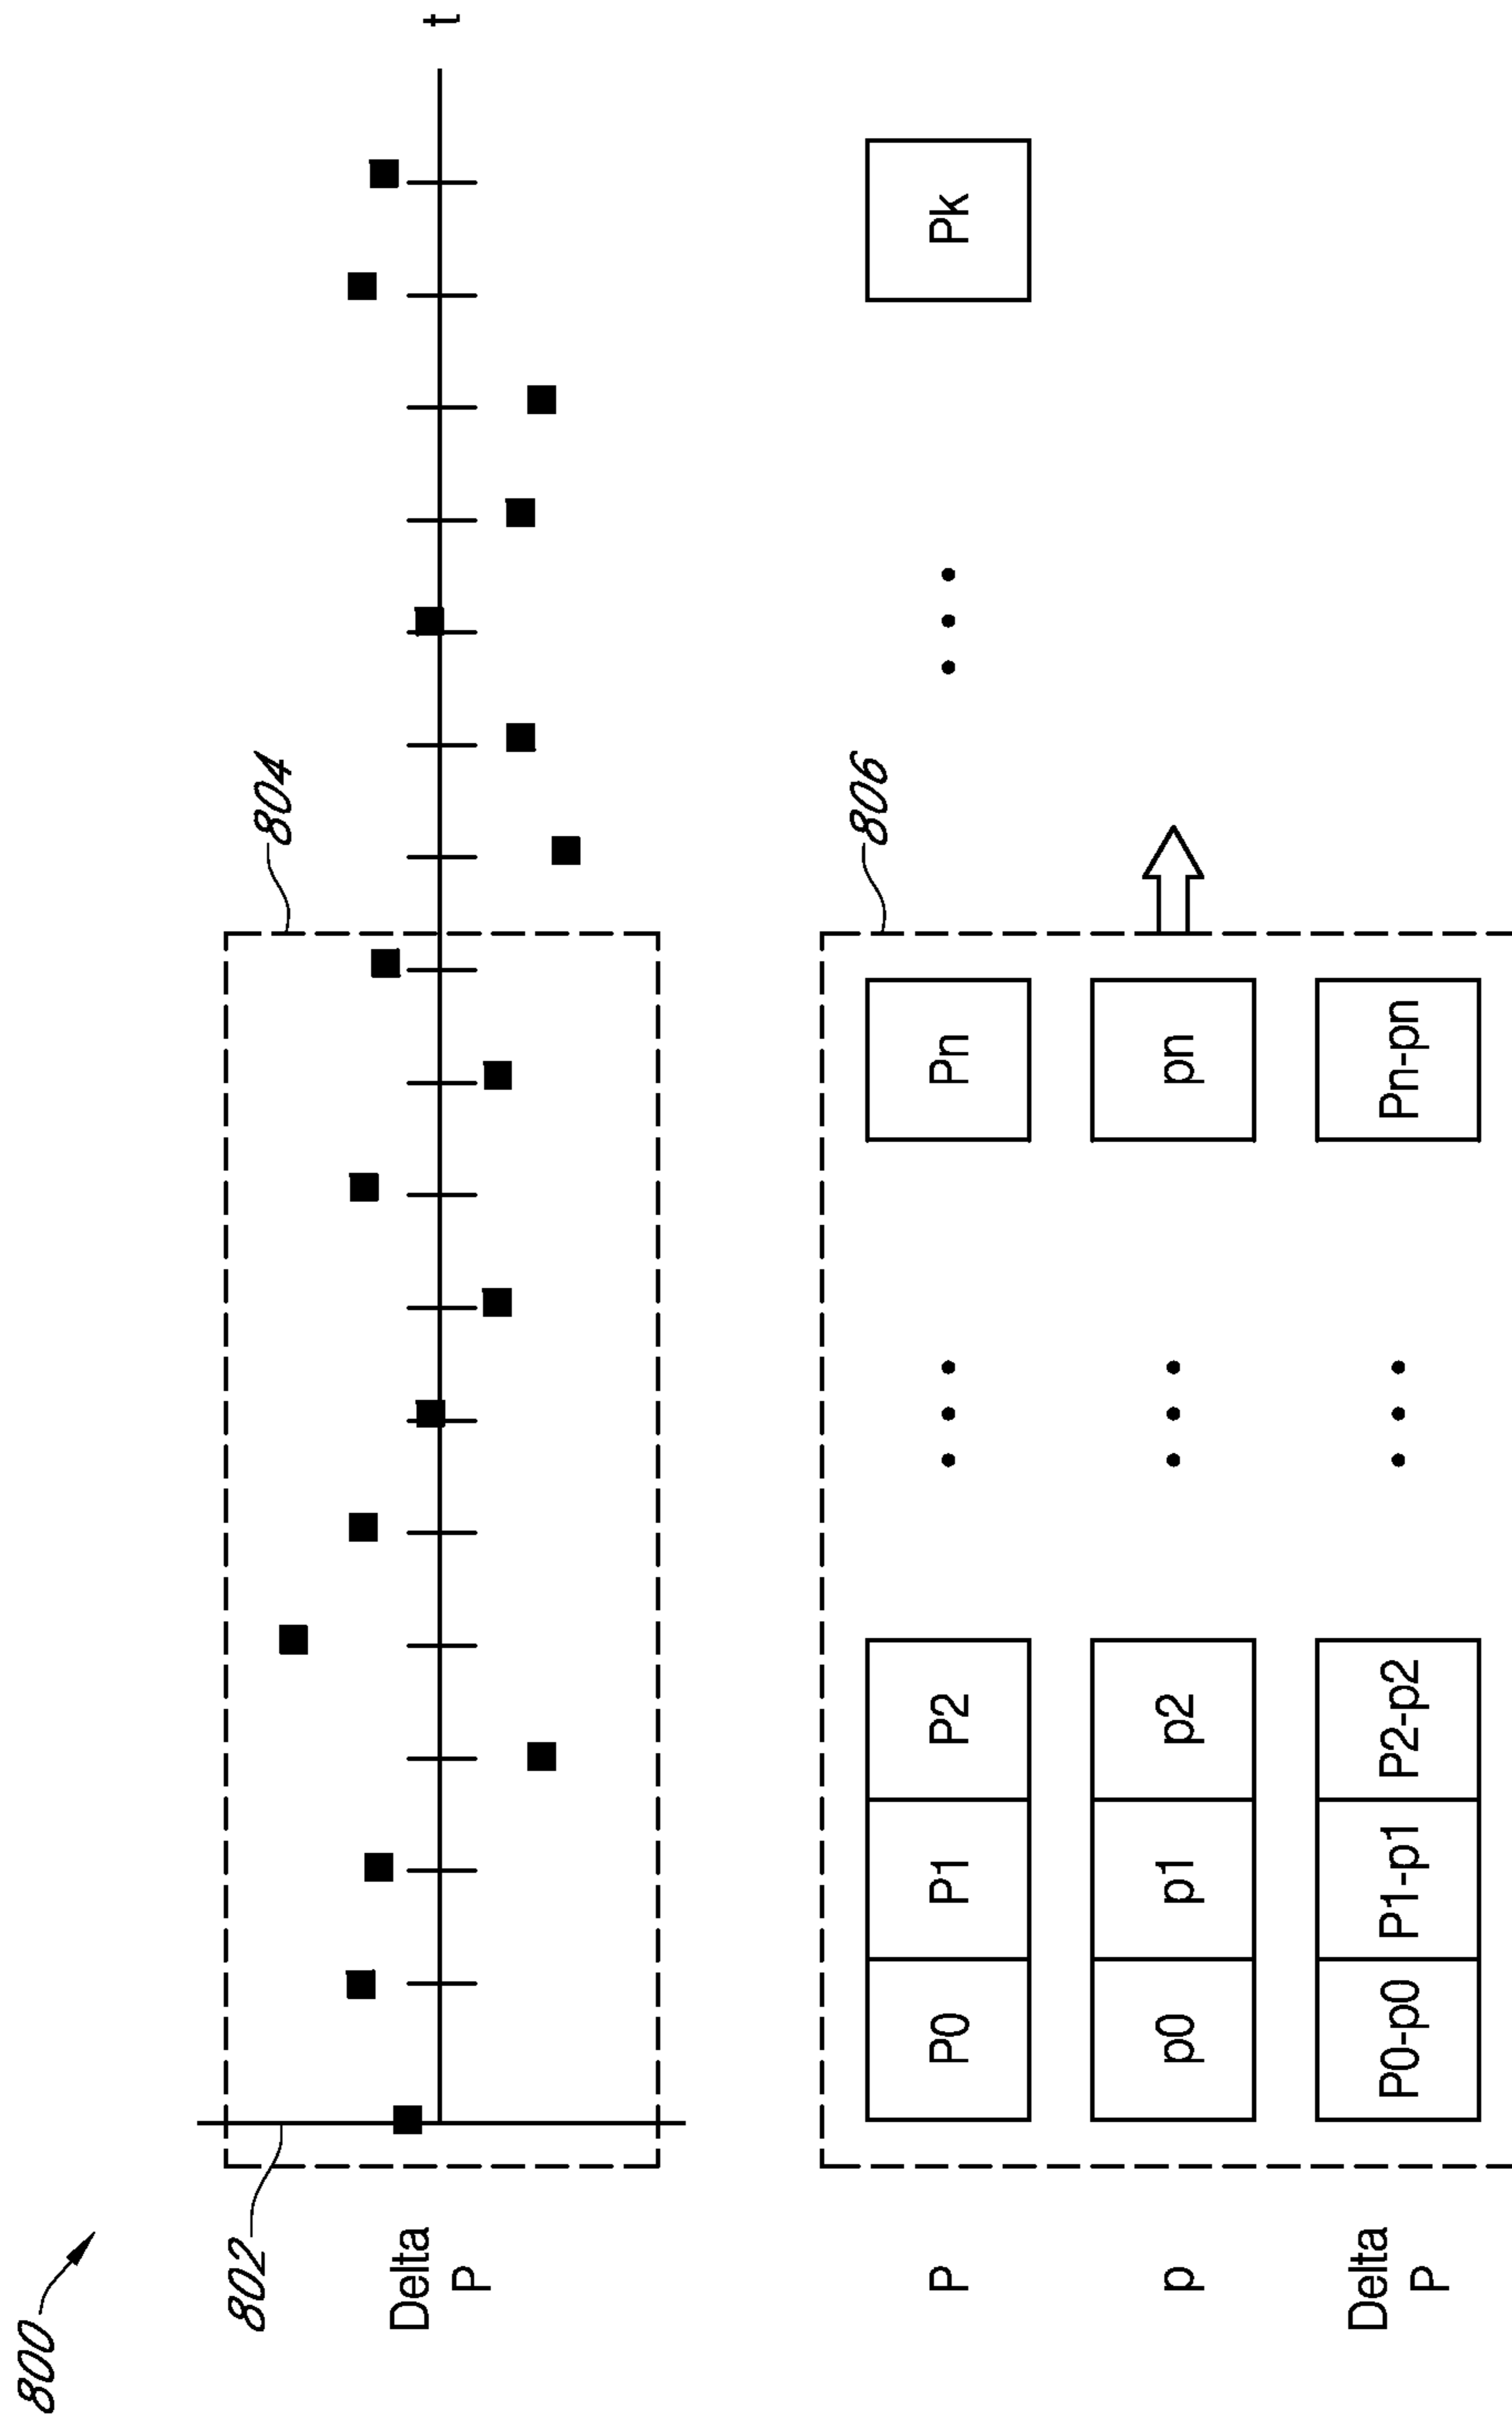 800
802
804
Delta
P
t
806
P
P0
P1
P2
Pn
Pk
p
p0
p1
p2
pn
Delta
P
P0-p0
P1-p1
P2-p2
Pn-pn